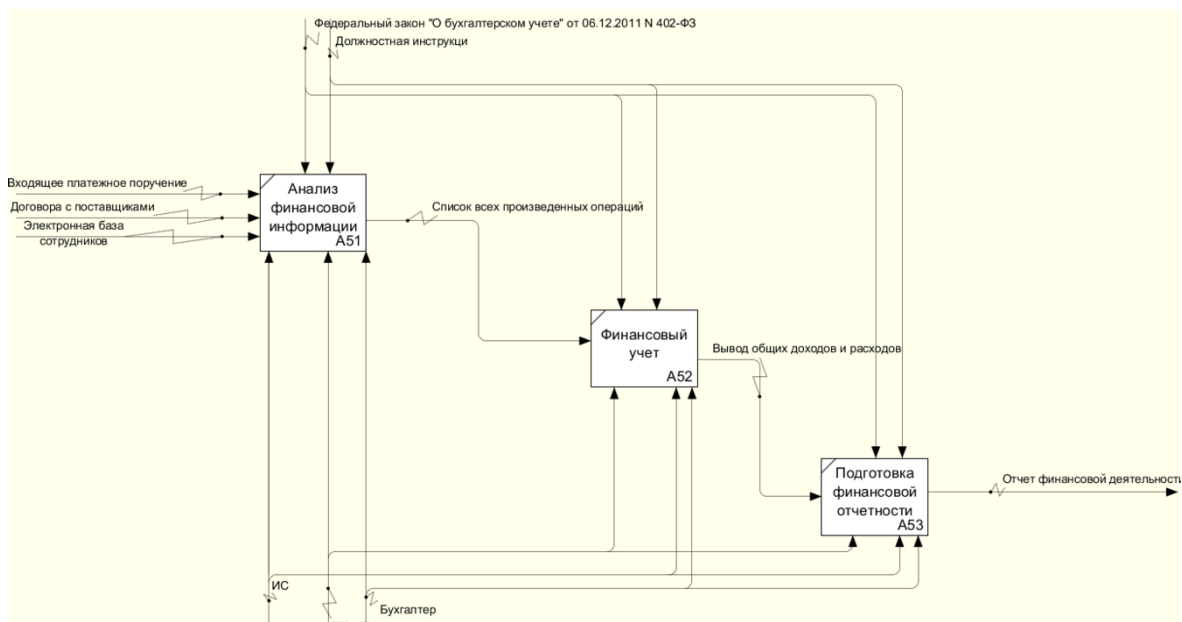 Федеральный закон "О бухгалтерском учете" от 06.12.2011 N 402-ФЗ
Должностная инструкци
Входящее платежное поручение
Договора с поставщиками
Электронная база
сотрудников
Анализ
финансовой
информации
A51
Список всех произведенных операций
Финансовый
учет
A52
Вывод общих доходов и расходов
Подготовка
финансовой
отчетности
A53
Отчет финансовой деятельности
ИС
Бухгалтер